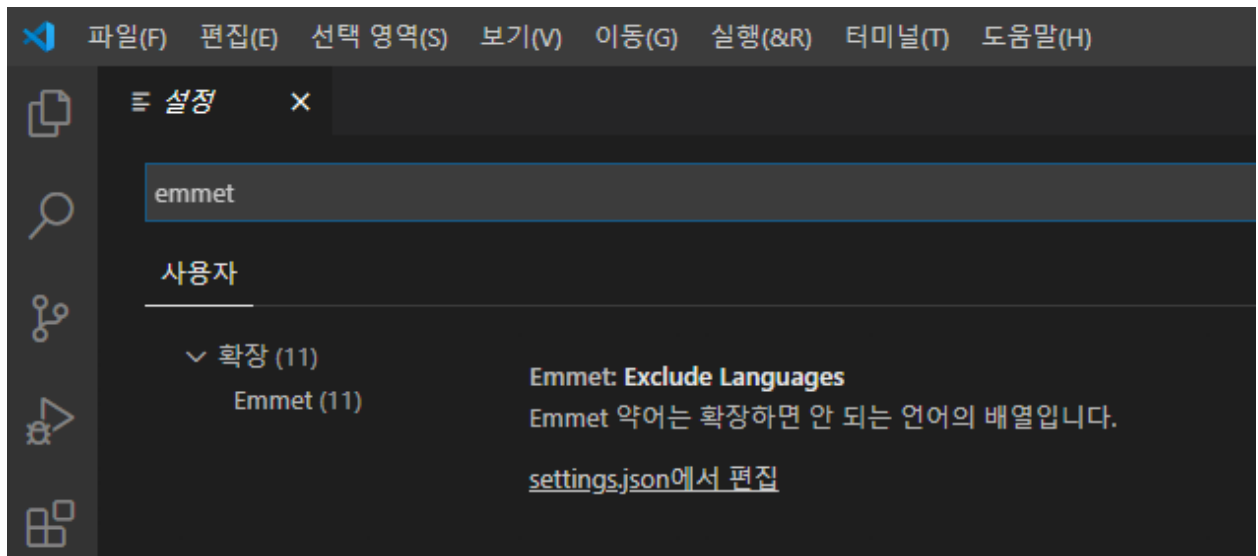 파일(F) 편집(E) 선택 영역(S) 보기(V) 이동(G) 실행(&R) 터미널(T) 도움말(H)
설정
emmet
사용자
확장 (11)
Emmet (11)
Emmet: Exclude Languages
Emmet 약어는 확장하면 안 되는 언어의 배열입니다.
settings.json에서 편집